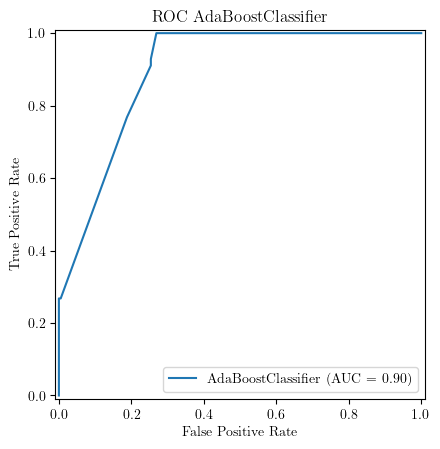 ROC AdaBoostClassifier
1.0
0.8
0.6
0.4
0.2
0.0
True Positive Rate
AdaBoostClassifier (AUC = 0.90)
0.0 0.2 0.4 0.6 0.8 1.0
False Positive Rate